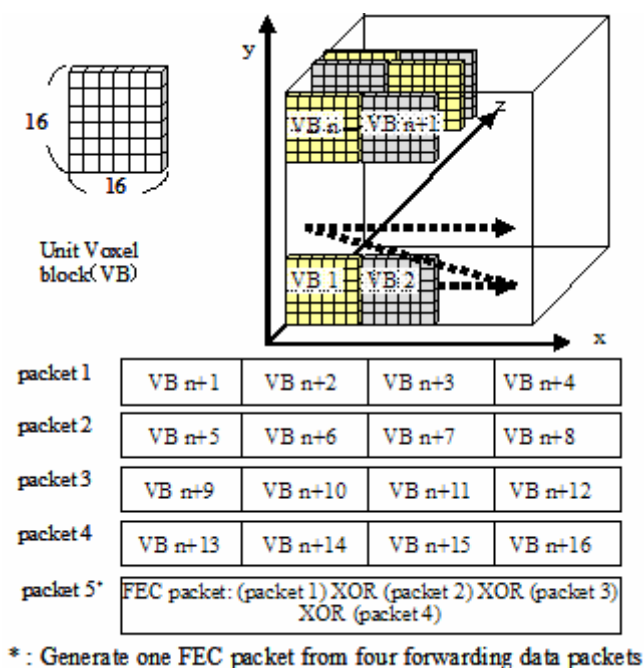 y
16
16
Unit Voxel
block(VB)
VB n
VB n+1
z
VB 1
VB 2
x
packet 1
VB n+1 VB n+2 VB n+3 VB n+4
packet 2
VB n+5 VB n+6 VB n+7 VB n+8
packet 3
VB n+9 VB n+10 VB n+11 VB n+12
packet 4
VB n+13 VB n+14 VB n+15 VB n+16
packet 5*
FEC packet: (packet 1) XOR (packet 2) XOR (packet 3)
XOR (packet 4)
* : Generate one FEC packet from four forwarding data packets